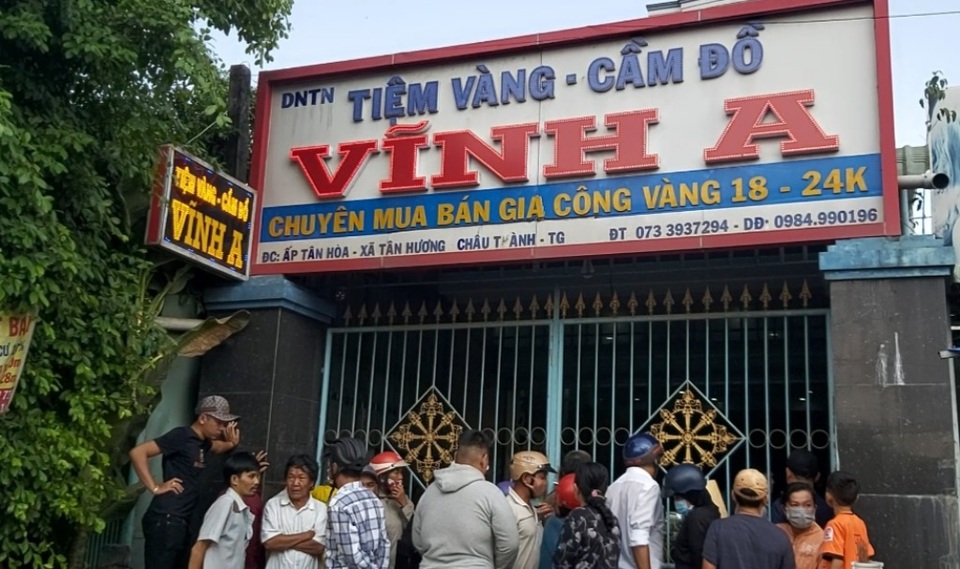 DNTN TIỆM VÀNG - CẦM ĐỒ
VĨNH A
CHUYÊN MUA BÁN GIA CÔNG VÀNG 18 - 24K
ĐC: ẤP TÂN HÒA - XÃ TÂN HƯƠNG CHÂU THÀNH - TG ĐT 073 3937294 - DĐ: 0984.990196
TIỆM VÀNG - CẦM ĐỒ
VĨNH A